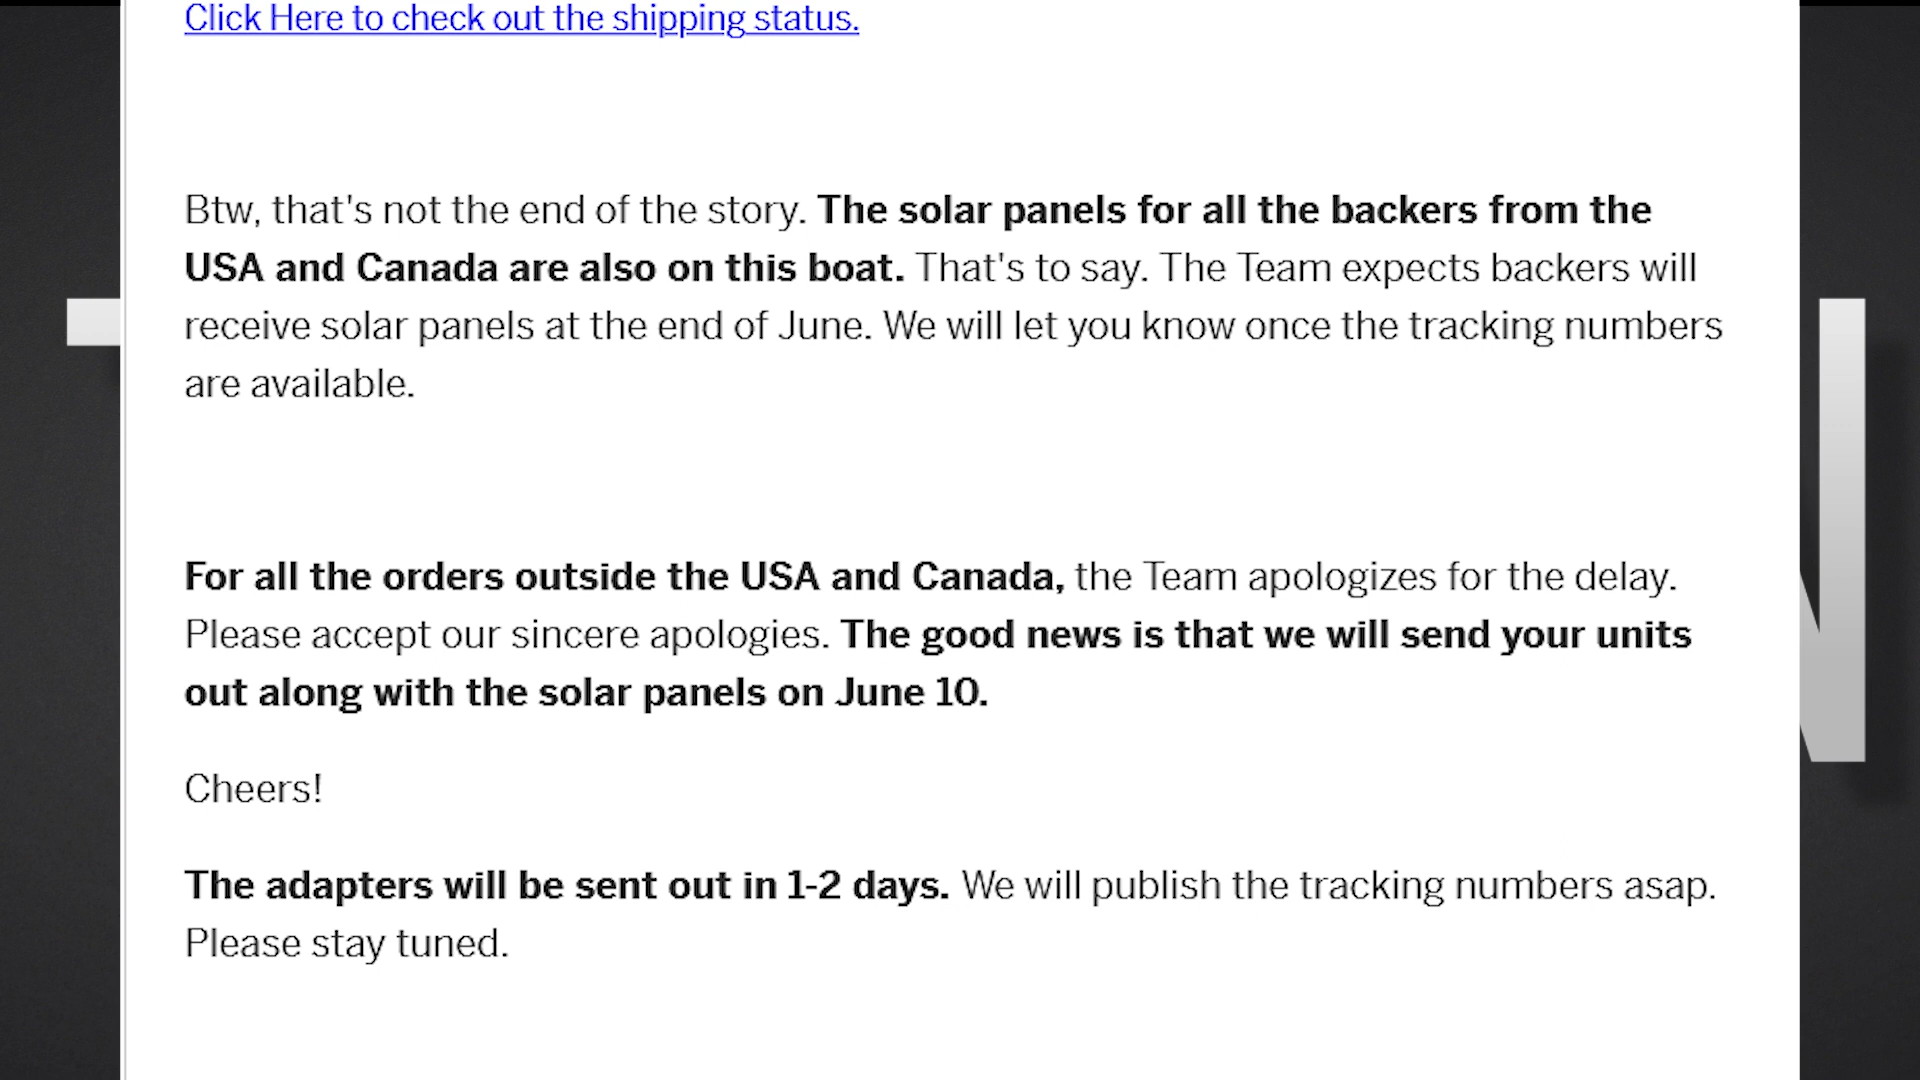 Click Here to check out the shipping status.
Btw, that's not the end of the story. The solar panels for all the backers from the
USA and Canada are also on this boat. That's to say. The Team expects backers will
receive solar panels at the end of June. We will let you know once the tracking numbers
are available.
For all the orders outside the USA and Canada, the Team apologizes for the delay.
Please accept our sincere apologies. The good news is that we will send your units
out along with the solar panels on June 10.
Cheers!
The adapters will be sent out in 1-2 days. We will publish the tracking numbers asap.
Please stay tuned.